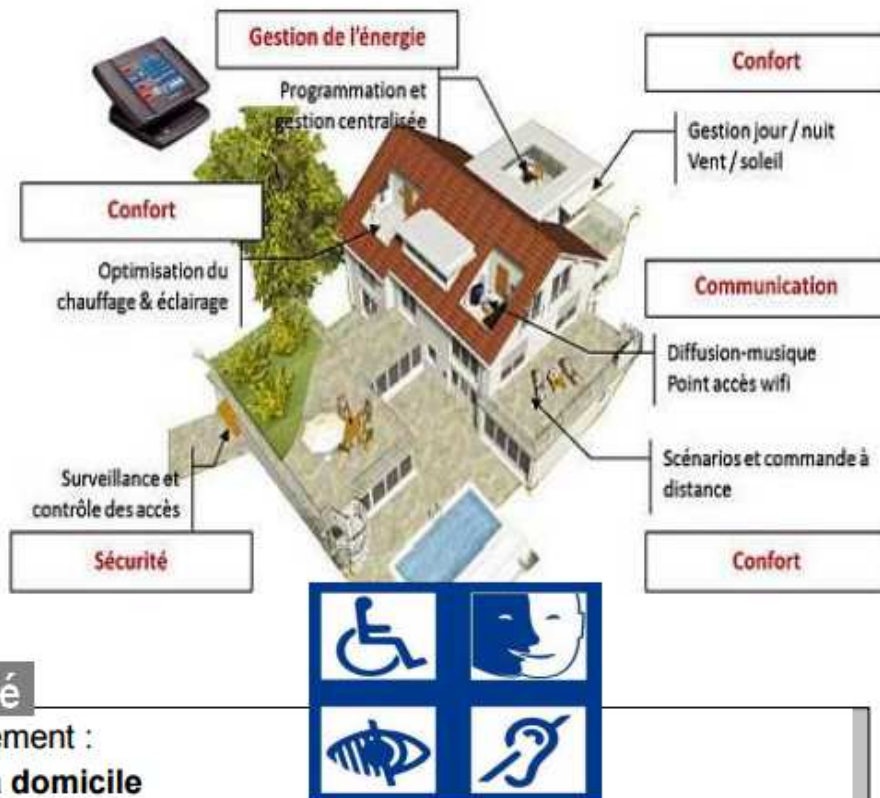 Gestion de l'énergie
Programmation et
gestion centralisée
Confort
Gestion jour / nuit
Vent / soleil
Confort
Optimisation du
chauffage & éclairage
Communication
Diffusion-musique
Point accès wifi
Scénarios et commande à
distance
Surveillance et
contrôle des accès
Sécurité
Confort
é
ement :
domicile